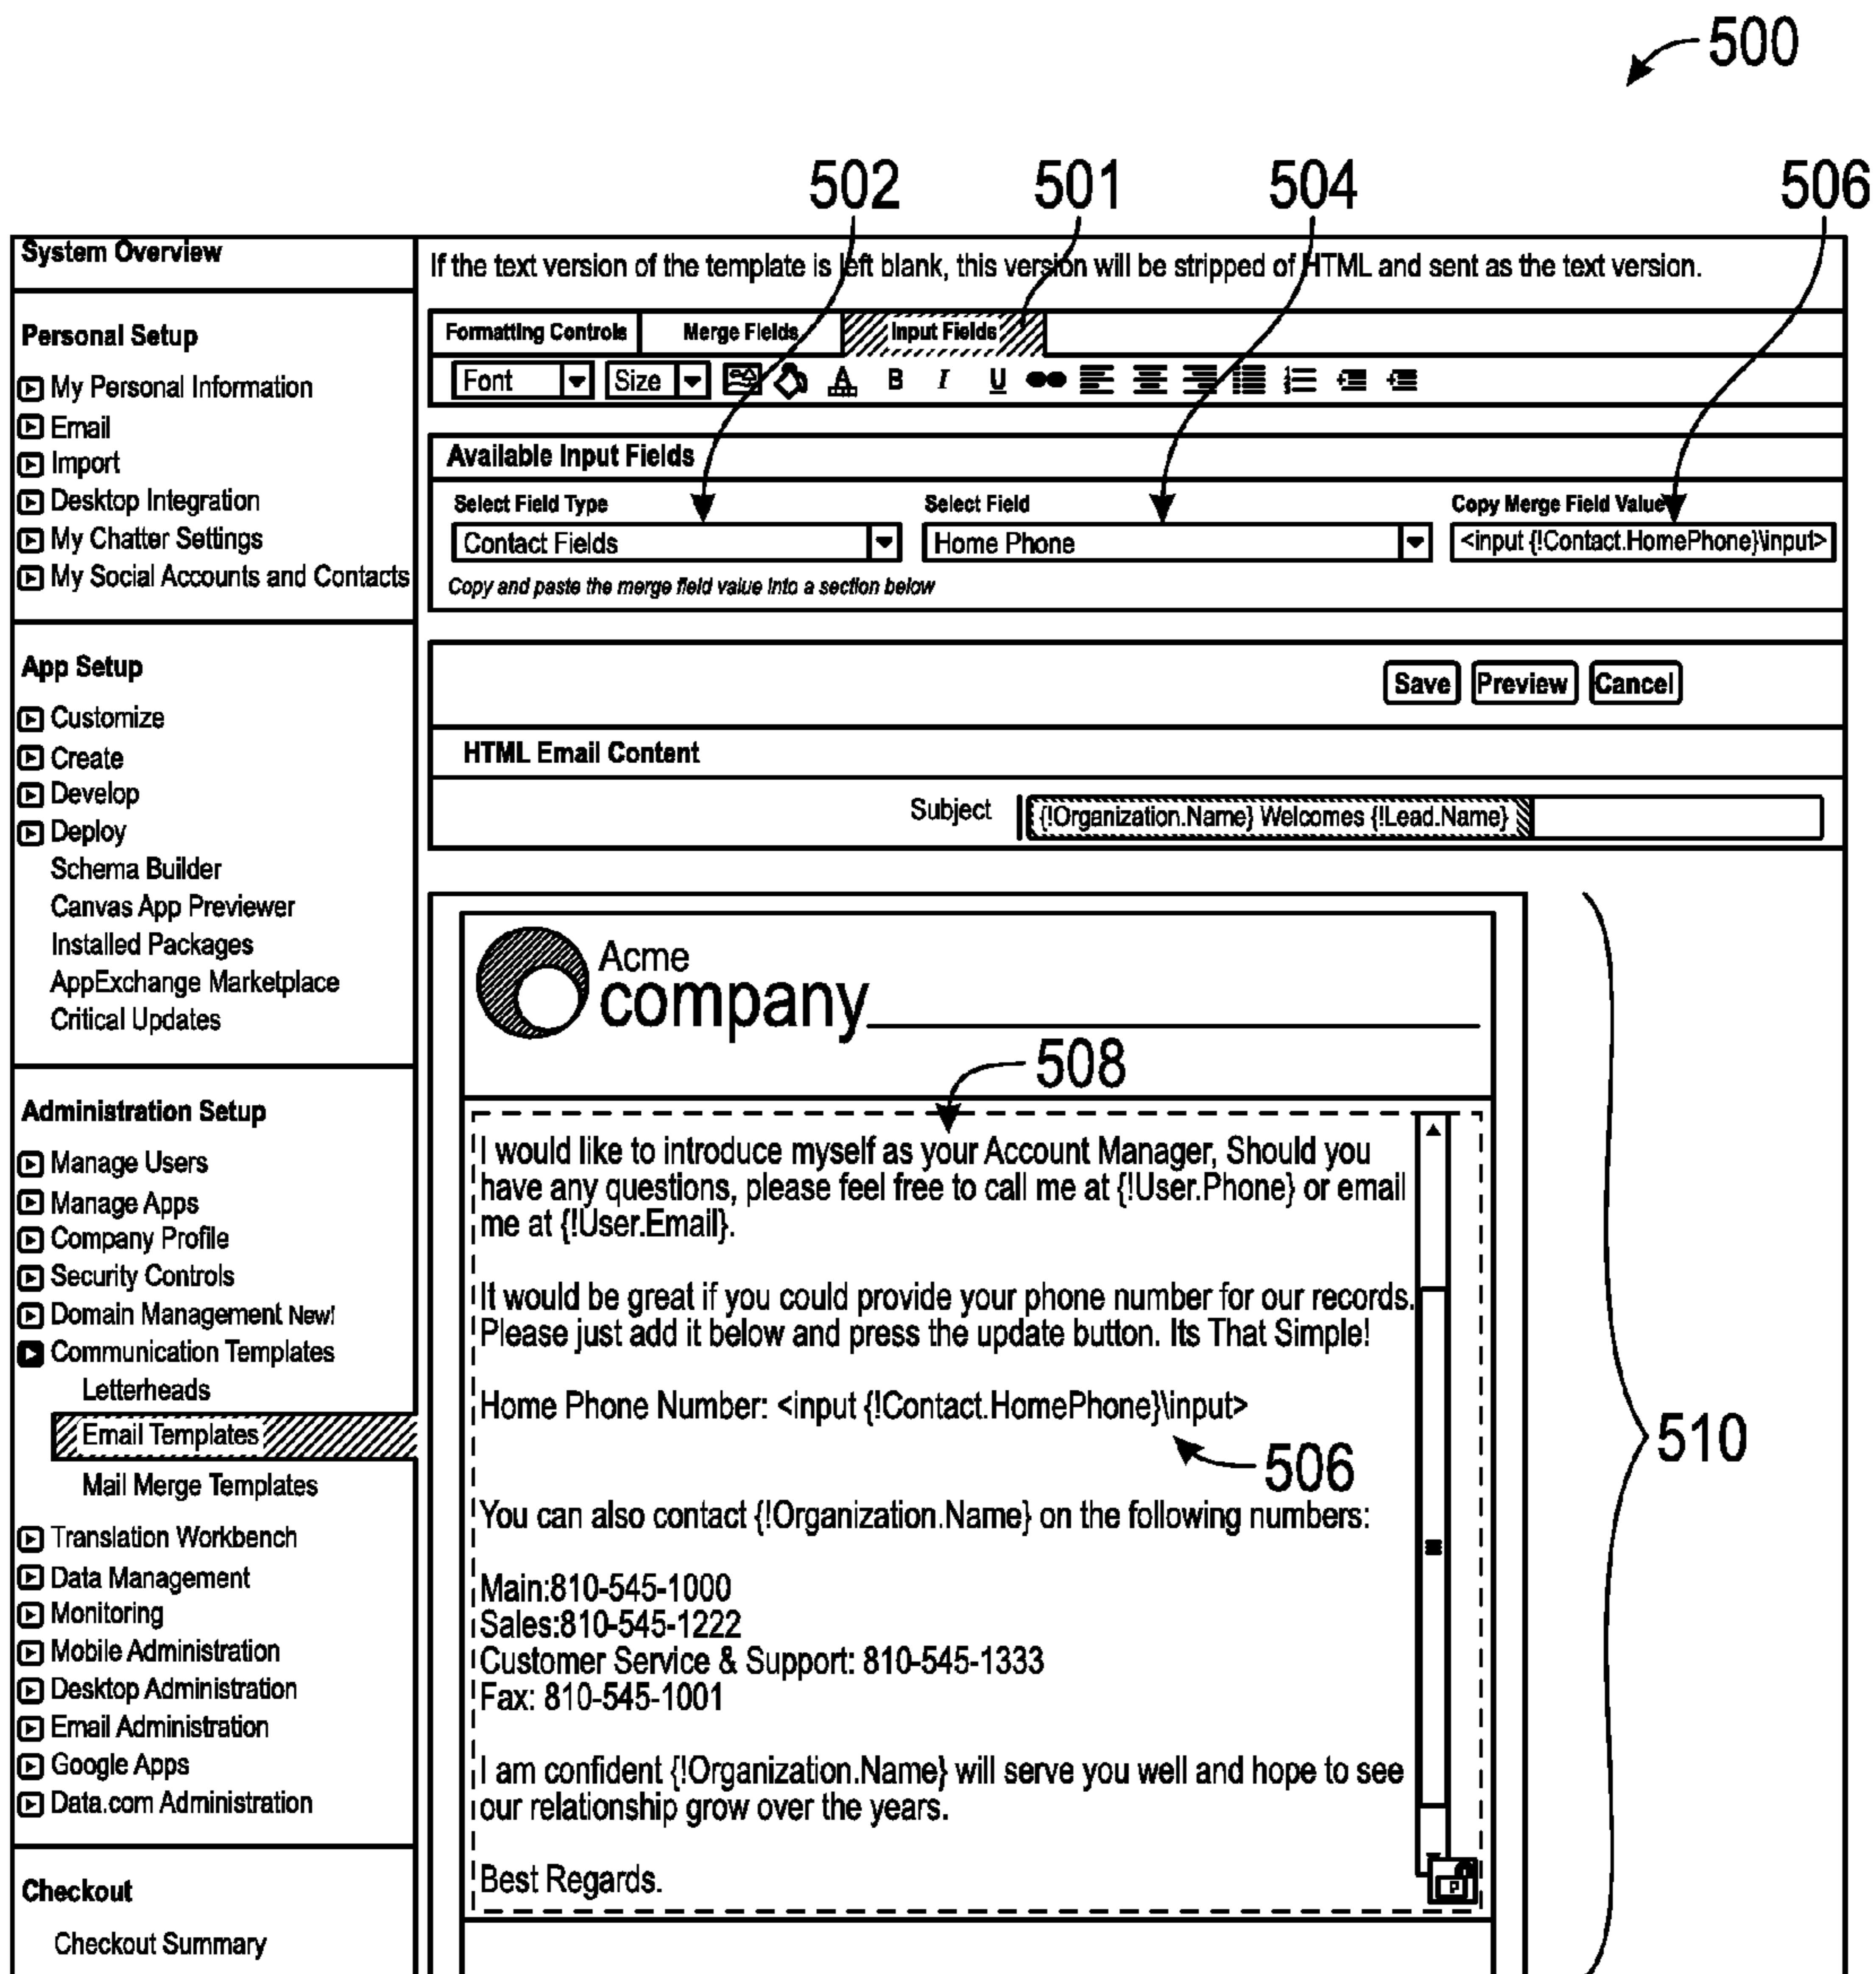 500
502
501
504
506
System Overview
Personal Setup
My Personal Information
Email
Import
Desktop Integration
My Chatter Settings
My Social Accounts and Contacts
App Setup
Customize
Create
Develop
Deploy
Schema Builder
Canvas App Previewer
Installed Packages
AppExchange Marketplace
Critical Updates
Administration Setup
Manage Users
Manage Apps
Company Profile
Security Controls
Domain Management New!
Communication Templates
Letterheads
Email Templates
Mail Merge Templates
Translation Workbench
Data Management
Monitoring
Mobile Administration
Desktop Administration
Email Administration
Google Apps
Data.com Administration
Checkout
Checkout Summary
If the text version of the template is left blank, this version will be stripped of HTML and sent as the text version.
Formatting Controls Merge Fields Input Fields
Font Size A B I U
Available Input Fields
Select Field Type Select Field Copy Merge Field Value
Contact Fields Home Phone <input {!Contact.HomePhone}\input>
Copy and paste the merge field value into a section below
Save Preview Cancel
HTML Email Content
Subject {!Organization.Name} Welcomes {!Lead.Name}
Acme
company
508
I would like to introduce myself as your Account Manager, Should you
have any questions, please feel free to call me at {!User.Phone} or email
me at {!User.Email}.
It would be great if you could provide your phone number for our records.
Please just add it below and press the update button. Its That Simple!
Home Phone Number: <input {!Contact.HomePhone}\input>
506
510
You can also contact {!Organization.Name} on the following numbers:
Main:810-545-1000
Sales:810-545-1222
Customer Service & Support: 810-545-1333
Fax: 810-545-1001
I am confident {!Organization.Name} will serve you well and hope to see
our relationship grow over the years.
Best Regards.
P